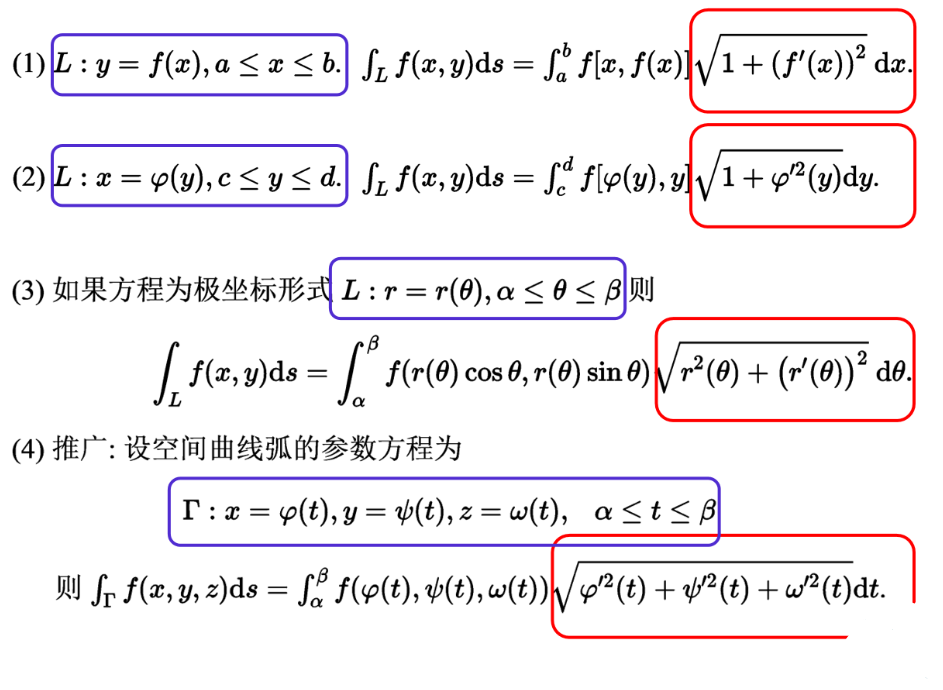 (1) L : y = f(x), a ≤ x ≤ b. ∫_L f(x, y)ds = ∫_a^b f[x, f(x)]√(1 + (f′(x))²) dx.
(2) L : x = φ(y), c ≤ y ≤ d. ∫_L f(x, y)ds = ∫_c^d f[φ(y), y]√(1 + φ′²(y))dy.
(3) 如果方程为极坐标形式 L : r = r(θ), α ≤ θ ≤ β 则
∫_L f(x, y)ds = ∫_α^β f(r(θ) cos θ, r(θ) sin θ)√(r²(θ) + (r′(θ))²) dθ.
(4) 推广: 设空间曲线弧的参数方程为
Γ : x = φ(t), y = ψ(t), z = ω(t), α ≤ t ≤ β
则 ∫_Γ f(x, y, z)ds = ∫_α^β f(φ(t), ψ(t), ω(t))√(φ′²(t) + ψ′²(t) + ω′²(t))dt.